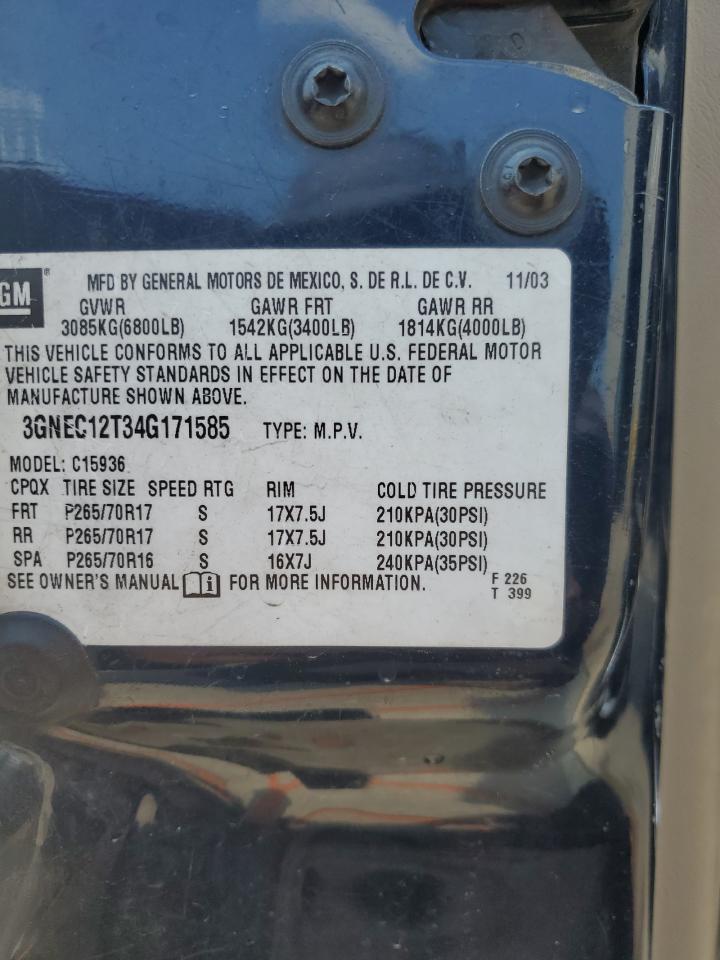 GM ® MFD BY GENERAL MOTORS DE MEXICO, S. DE R.L. DE C.V. 11/03
GVWR GAWR FRT GAWR RR
3085KG(6800LB) 1542KG(3400LB) 1814KG(4000LB)
THIS VEHICLE CONFORMS TO ALL APPLICABLE U.S. FEDERAL MOTOR
VEHICLE SAFETY STANDARDS IN EFFECT ON THE DATE OF
MANUFACTURE SHOWN ABOVE.
3GNEC12T34G171585 TYPE: M.P.V.
MODEL: C15936
CPQX TIRE SIZE SPEED RTG RIM COLD TIRE PRESSURE
FRT P265/70R17 S 17X7.5J 210KPA(30PSI)
RR P265/70R17 S 17X7.5J 210KPA(30PSI)
SPA P265/70R16 S 16X7J 240KPA(35PSI)
SEE OWNER'S MANUAL FOR MORE INFORMATION. F 226
T 399